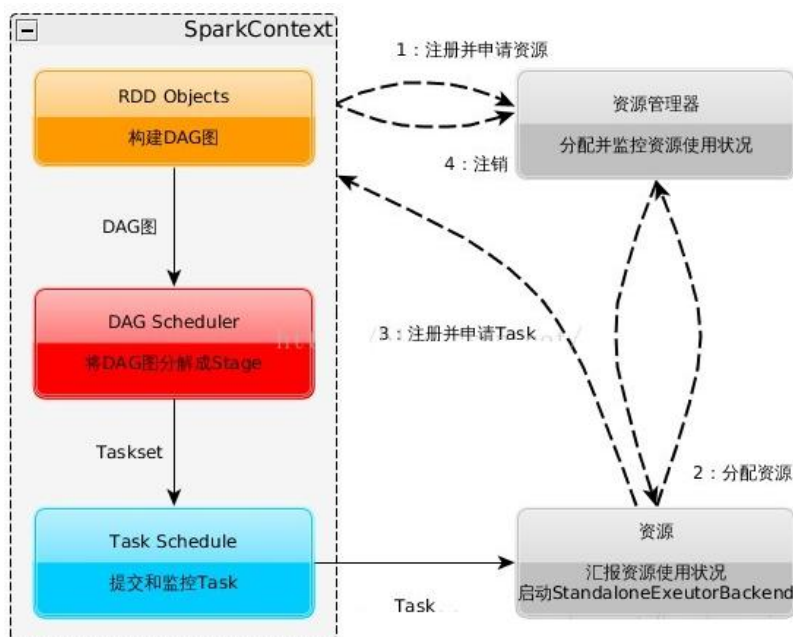 SparkContext
1：注册并申请资源
RDD Objects
构建DAG图
资源管理器
分配并监控资源使用状况
4：注销
DAG图
DAG Scheduler
将DAG图分解成Stage
3：注册并申请Task
Taskset
2：分配资源
Task Schedule
提交和监控Task
资源
汇报资源使用状况
启动StandaloneExeutorBackend
Task